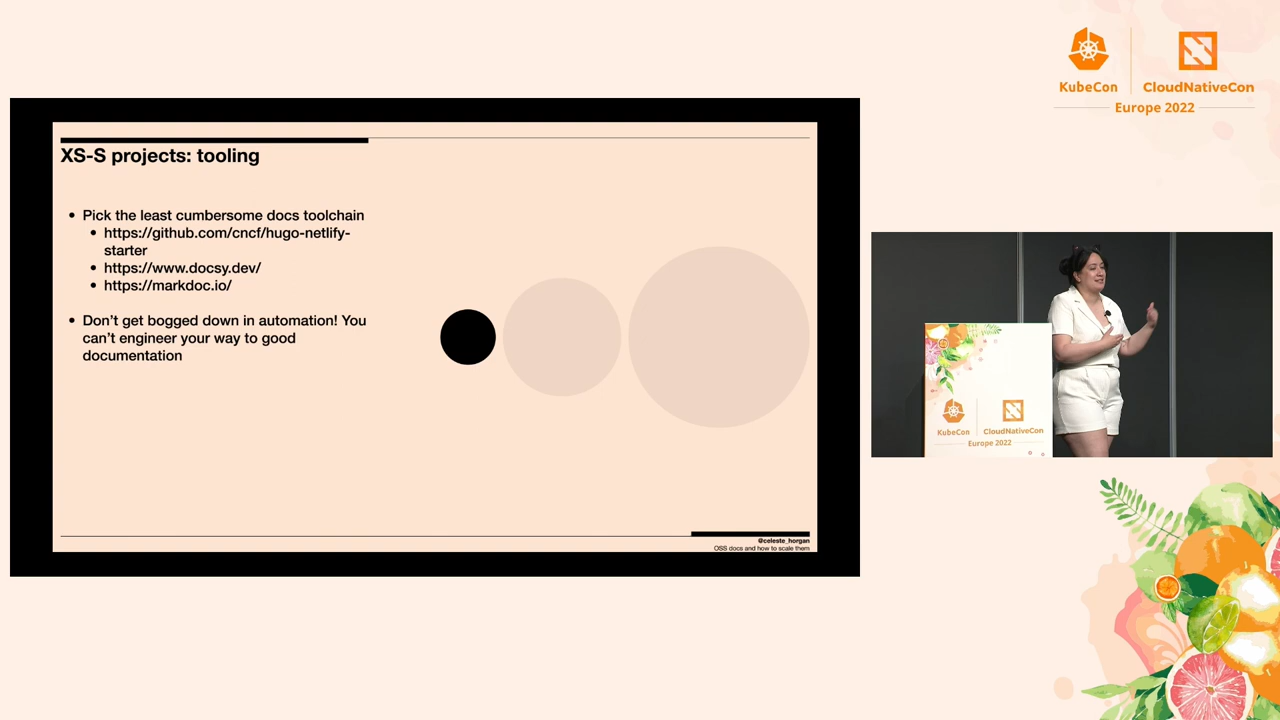 KubeCon
CloudNativeCon
Europe 2022
XS-S projects: tooling
• Pick the least cumbersome docs toolchain
• https://github.com/cncf/hugo-netlify-
starter
• https://www.docsy.dev/
• https://markdoc.io/
• Don’t get bogged down in automation! You
can’t engineer your way to good
documentation
@celeste_horgan
OSS docs and how to scale them
KubeCon
CloudNativeCon
Europe 2022